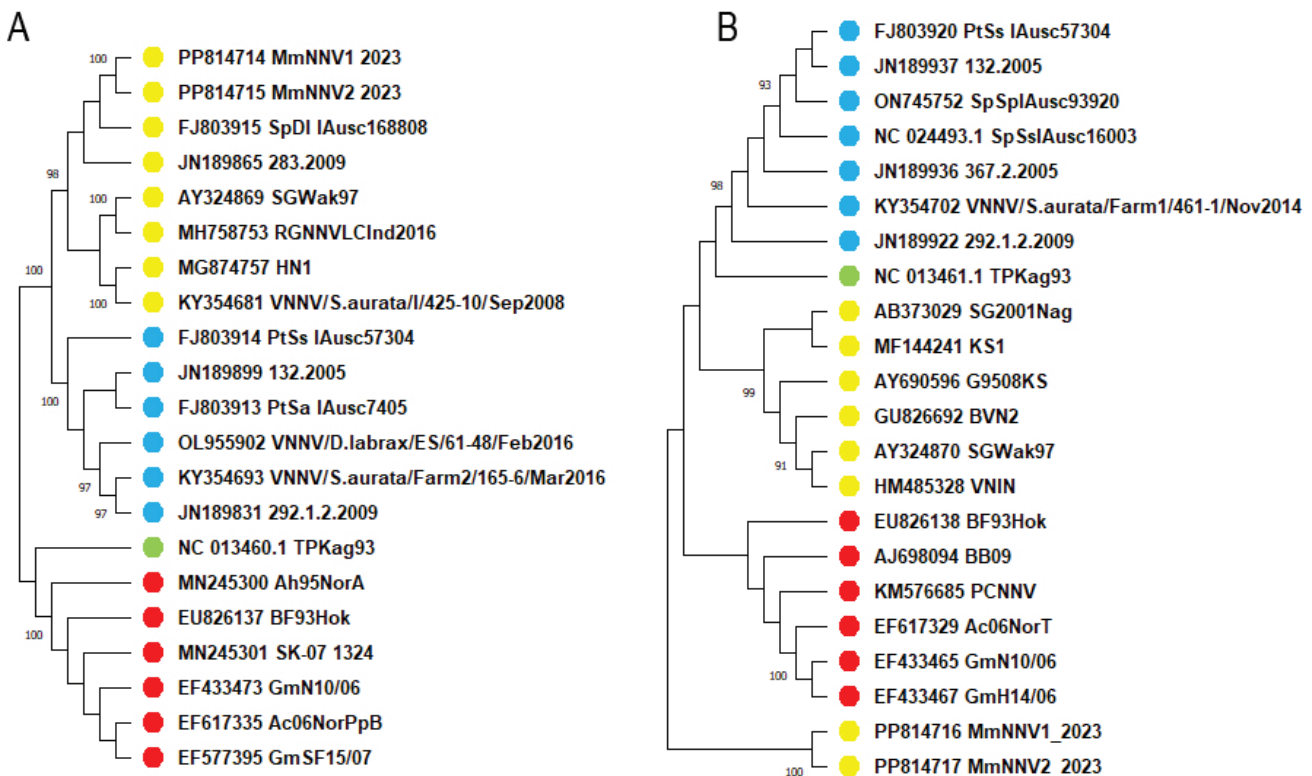 A
100
PP814714 MmNNV1 2023
PP814715 MmNNV2 2023
FJ803915 SpDI IAusc168808
JN189865 283.2009
98
100
AY324869 SGWak97
MH758753 RGNNVLCInd2016
100
MG874757 HN1
100
KY354681 VNNV/S.aurata/I/425-10/Sep2008
FJ803914 PtSs IAusc57304
JN189899 132.2005
100
FJ803913 PtSa IAusc7405
OL955902 VNNV/D.labrax/ES/61-48/Feb2016
97
KY354693 VNNV/S.aurata/Farm2/165-6/Mar2016
97
JN189831 292.1.2.2009
NC 013460.1 TPKag93
MN245300 Ah95NorA
100
EU826137 BF93Hok
MN245301 SK-07 1324
EF433473 GmN10/06
EF617335 Ac06NorPpB
EF577395 GmSF15/07
B
FJ803920 PtSs IAusc57304
JN189937 132.2005
93
ON745752 SpSpIAusc93920
NC 024493.1 SpSsIAusc16003
JN189936 367.2.2005
98
KY354702 VNNV/S.aurata/Farm1/461-1/Nov2014
JN189922 292.1.2.2009
NC 013461.1 TPKag93
AB373029 SG2001Nag
MF144241 KS1
99
AY690596 G9508KS
GU826692 BVN2
AY324870 SGWak97
91
HM485328 VNIN
EU826138 BF93Hok
AJ698094 BB09
KM576685 PCNNV
EF617329 Ac06NorT
EF433465 GmN10/06
100
EF433467 GmH14/06
PP814716 MmNNV1_2023
100
PP814717 MmNNV2 2023